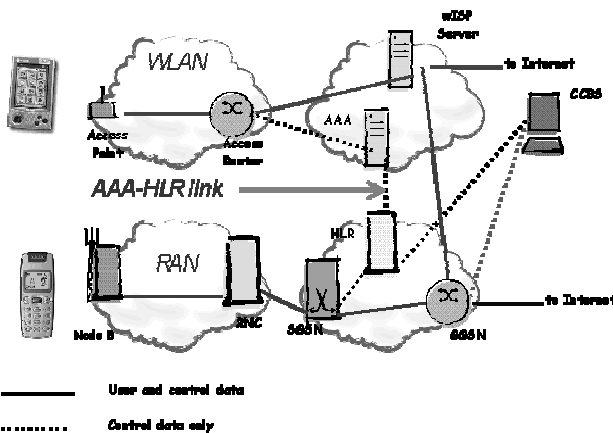 wISP
Server
WLAN
to Internet
CCBS
AAA
Access
Point
Access
Router
AAA-HLR link
HLR
RAN
to Internet
Node B
RNC
SGSN
GGSN
User and control data
Control data only